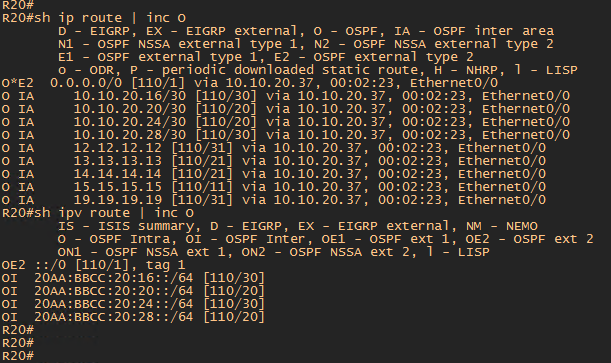 R20#
R20#sh ip route | inc O
D - EIGRP, EX - EIGRP external, O - OSPF, IA - OSPF inter area
N1 - OSPF NSSA external type 1, N2 - OSPF NSSA external type 2
E1 - OSPF external type 1, E2 - OSPF external type 2
o - ODR, P - periodic downloaded static route, H - NHRP, l - LISP
O*E2 0.0.0.0/0 [110/1] via 10.10.20.37, 00:02:23, Ethernet0/0
O IA 10.10.20.16/30 [110/30] via 10.10.20.37, 00:02:23, Ethernet0/0
O IA 10.10.20.20/30 [110/20] via 10.10.20.37, 00:02:23, Ethernet0/0
O IA 10.10.20.24/30 [110/30] via 10.10.20.37, 00:02:23, Ethernet0/0
O IA 10.10.20.28/30 [110/30] via 10.10.20.37, 00:02:23, Ethernet0/0
O IA 12.12.12.12 [110/31] via 10.10.20.37, 00:02:23, Ethernet0/0
O IA 13.13.13.13 [110/21] via 10.10.20.37, 00:02:23, Ethernet0/0
O IA 14.14.14.14 [110/21] via 10.10.20.37, 00:02:23, Ethernet0/0
O IA 15.15.15.15 [110/11] via 10.10.20.37, 00:02:23, Ethernet0/0
O IA 19.19.19.19 [110/31] via 10.10.20.37, 00:02:23, Ethernet0/0
R20#sh ipv route | inc O
IS - ISIS summary, D - EIGRP, EX - EIGRP external, NM - NEMO
O - OSPF Intra, OI - OSPF Inter, OE1 - OSPF ext 1, OE2 - OSPF ext 2
ON1 - OSPF NSSA ext 1, ON2 - OSPF NSSA ext 2, l - LISP
OE2 ::/0 [110/1], tag 1
OI 20AA:BBCC:20:16::/64 [110/30]
OI 20AA:BBCC:20:20::/64 [110/20]
OI 20AA:BBCC:20:24::/64 [110/30]
OI 20AA:BBCC:20:28::/64 [110/20]
R20#
R20#
R20#